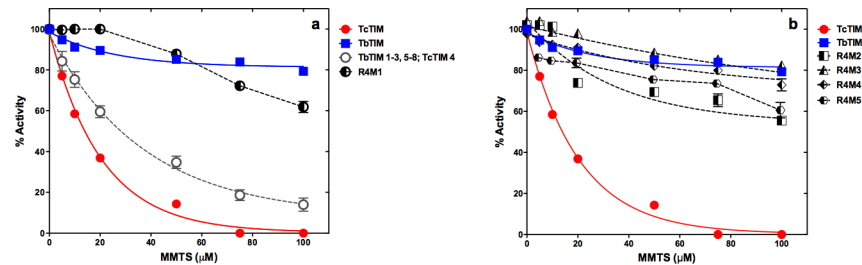 a
% Activity
100
80
60
40
20
0
0
20
40
60
80
100
MMTS (μM)
TcTIM
TbTIM
TbTIM 1-3, 5-8; TcTIM 4
R4M1
b
% Activity
100
80
60
40
20
0
0
20
40
60
80
100
MMTS (μM)
TcTIM
TbTIM
R4M2
R4M3
R4M4
R4M5